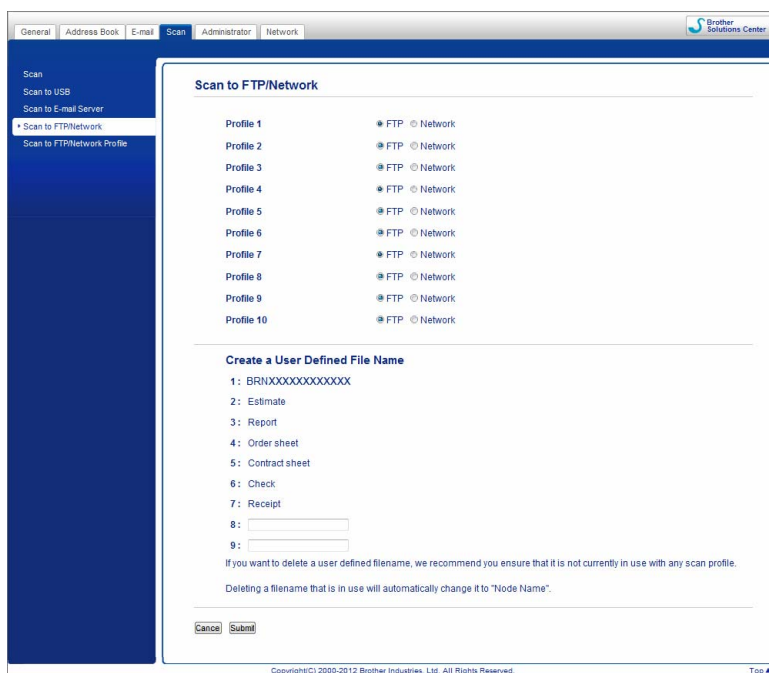 General Address Book E-mail Scan Administrator Network
Brother
Solutions Center
Scan
Scan to USB
Scan to E-mail Server
Scan to FTP/Network
Scan to FTP/Network Profile
Scan to FTP/Network
Profile 1 FTP Network
Profile 2 FTP Network
Profile 3 FTP Network
Profile 4 FTP Network
Profile 5 FTP Network
Profile 6 FTP Network
Profile 7 FTP Network
Profile 8 FTP Network
Profile 9 FTP Network
Profile 10 FTP Network
Create a User Defined File Name
1 : BRNXXXXXXXXXXXX
2 : Estimate
3 : Report
4 : Order sheet
5 : Contract sheet
6 : Check
7 : Receipt
8 :
9 :
If you want to delete a user defined filename, we recommend you ensure that it is not currently in use with any scan profile.
Deleting a filename that is in use will automatically change it to "Node Name".
Cance Submit
Copyright(C) 2000-2012 Brother Industries, Ltd. All Rights Reserved. Top▲